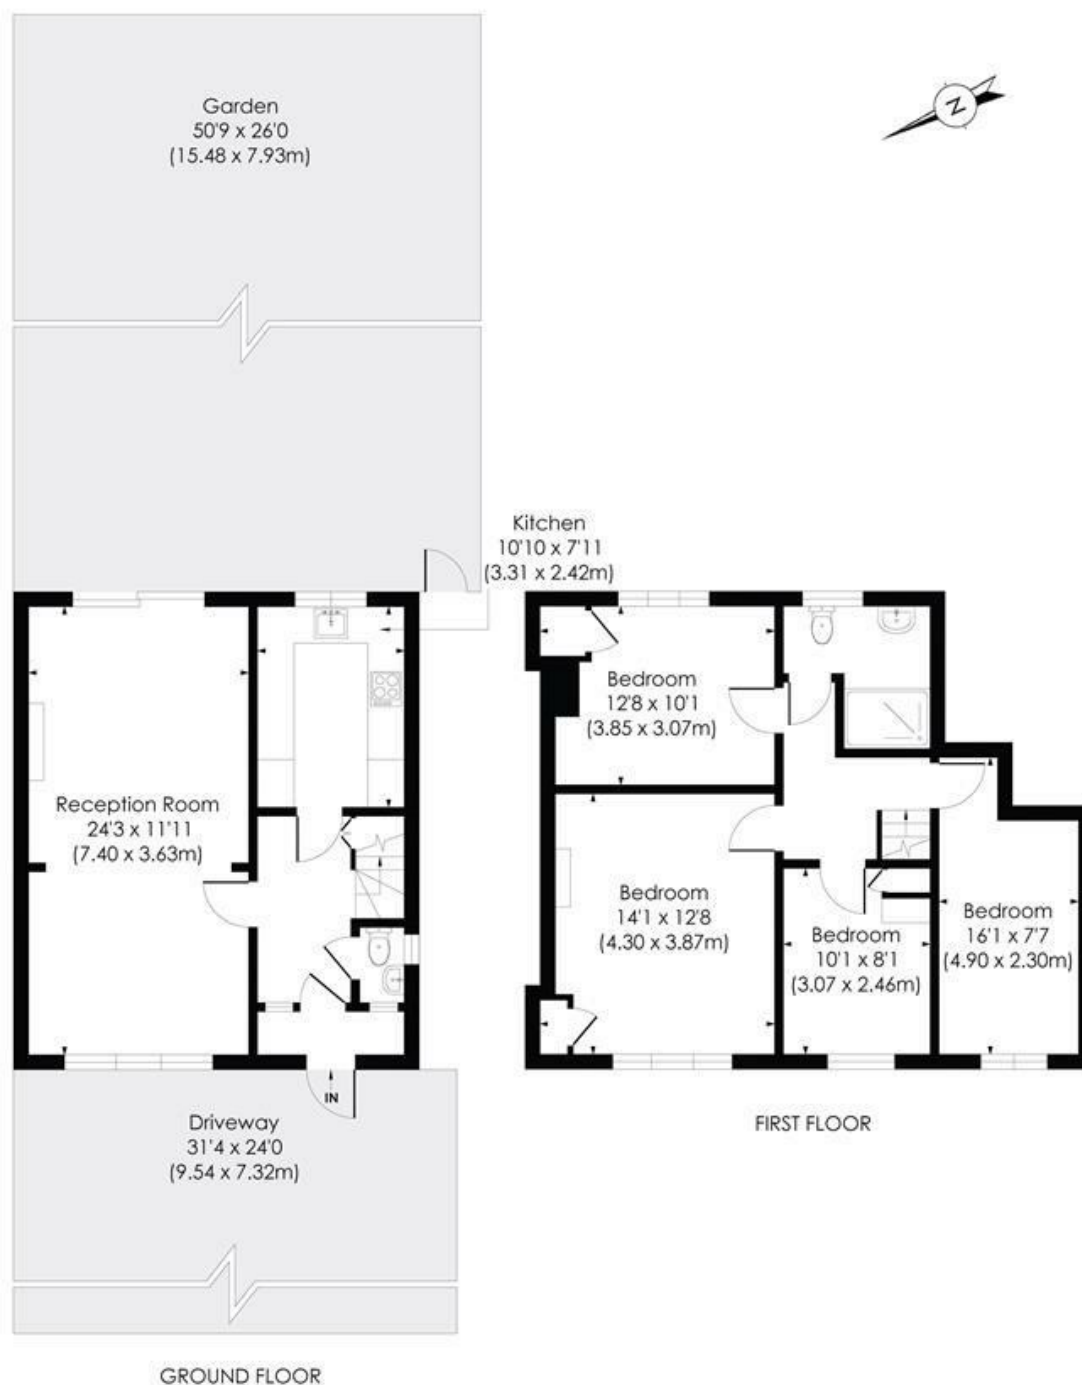 Garden
50'9 x 26'0
(15.48 x 7.93m)
N
Kitchen
10'10 x 7'11
(3.31 x 2.42m)
Reception Room
24'3 x 11'11
(7.40 x 3.63m)
IN
Driveway
31'4 x 24'0
(9.54 x 7.32m)
GROUND FLOOR
Bedroom
12'8 x 10'1
(3.85 x 3.07m)
Bedroom
14'1 x 12'8
(4.30 x 3.87m)
Bedroom
10'1 x 8'1
(3.07 x 2.46m)
Bedroom
16'1 x 7'7
(4.90 x 2.30m)
FIRST FLOOR